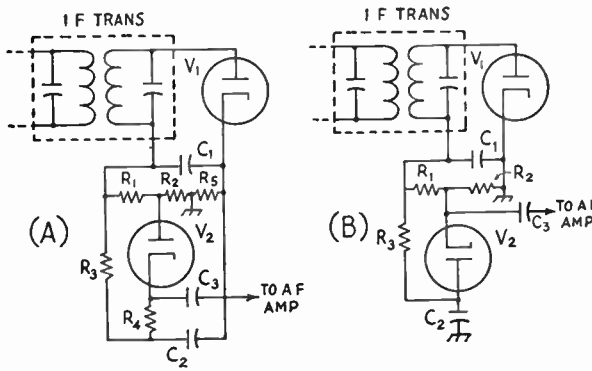 I F TRANS
V1
C1
R1
R2
R5
(A)
V2
R3
C3
TO A F
AMP
R4
C2
I F TRANS
V1
C1
R1
R2
(B)
C3
TO AF
AMP
R3
V2
C2